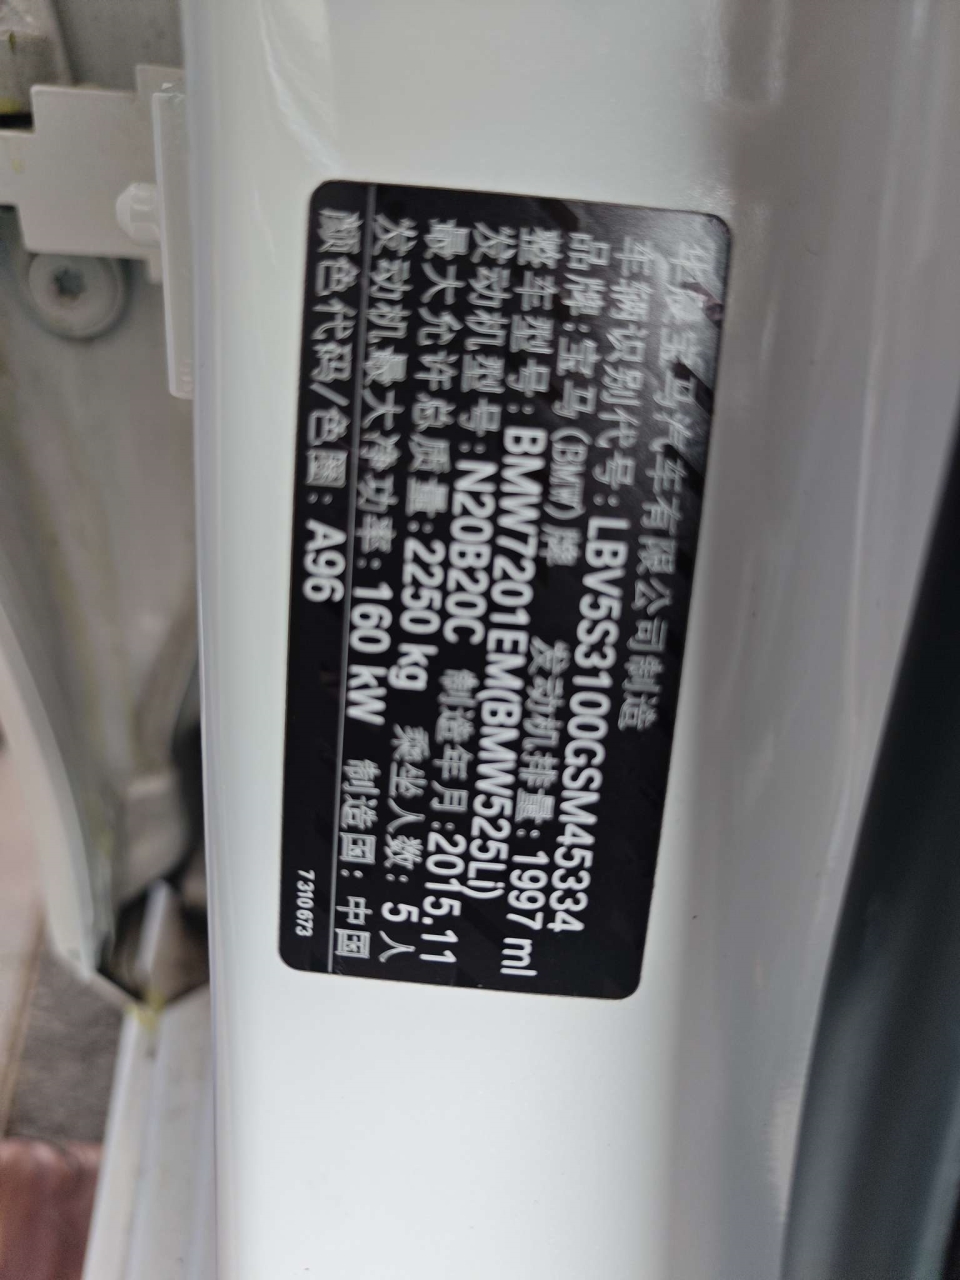 华晨宝马汽车有限公司制造
车辆识别代号：LBV5S3100GSM45334
品牌：宝马（BMW）牌 发动机排量：1997 ml
整车型号：BMW7201EM(BMW525Li)
发动机型号：N20B20C 制造年月：2015.11
最大允许总质量：2250 kg 乘坐人数：5 人
发动机最大净功率：160 kW 制造国：中国
颜色代码/色圈：A96
7310673